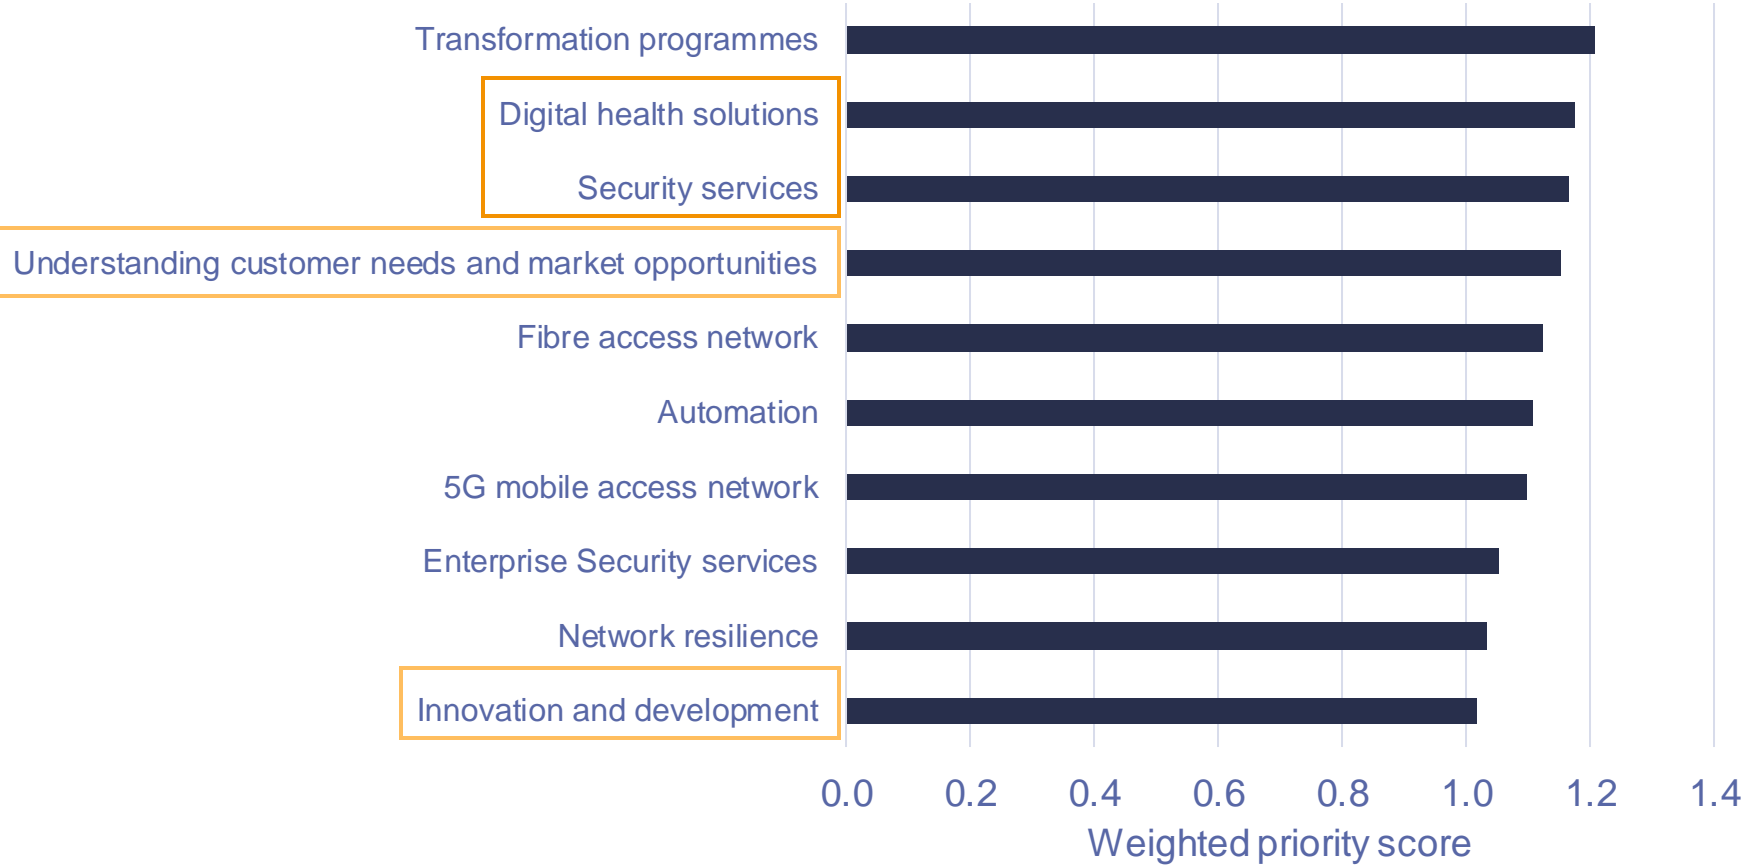 Transformation programmes
Digital health solutions
Security services
Understanding customer needs and market opportunities
Fibre access network
Automation
5G mobile access network
Enterprise Security services
Network resilience
Innovation and development
0.0 0.2 0.4 0.6 0.8 1.0 1.2 1.4
Weighted priority score